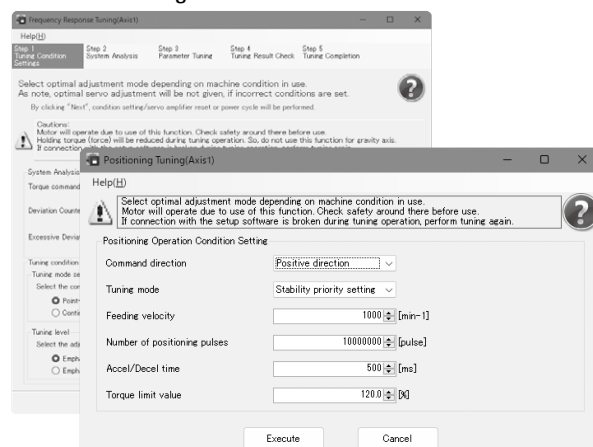 Frequency Response Tuning(Axis1)
Help(H)
Step 1
Tuning Condition
Settings
Step 2
System Analysis
Step 3
Parameter Tuning
Step 4
Tuning Result Check
Step 5
Tuning Completion
Select optimal adjustment mode depending on machine condition in use.
As note, optimal servo adjustment will not be given, if incorrect conditions are set.
By clicking "Next", condition setting/servo amplifier reset or power cycle will be performed.
Cautions:
Motor will operate due to use of this function. Check safety around there before use.
Holding torque (force) will be reduced during tuning operation. So, do not use this function for gravity axis.
If connection
System Analysis
Torque command
Deviation Counte
Excessive Devia
Tuning condition
Tuning mode se
Select the con
Point
Conti
Tuning level
Select the adj
Emph
Emph
Positioning Tuning(Axis1)
Help(H)
Select optimal adjustment mode depending on machine condition in use.
Motor will operate due to use of this function. Check safety around there before use.
If connection with the setup software is broken during tuning operation, perform tuning again.
Positioning Operation Condition Setting
Command direction Positive direction
Tuning mode Stability priority setting
Feeding velocity 1000 [min-1]
Number of positioning pulses 10000000 [pulse]
Accel/Decel time 500 [ms]
Torque limit value 120.0 [%]
Execute Cancel